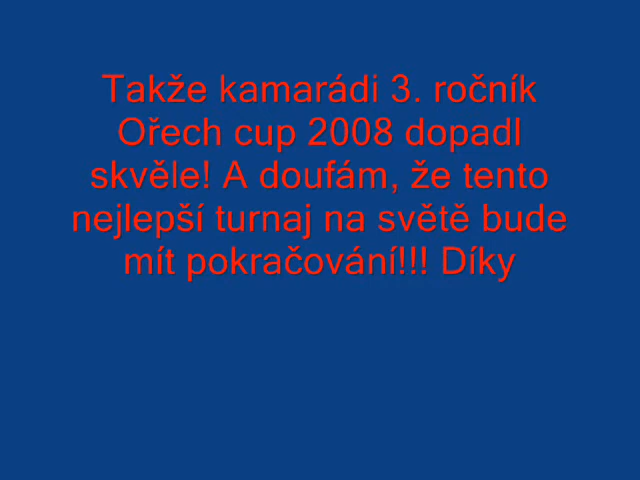 Takže kamarádi 3. ročník
Ořech cup 2008 dopadl
skvěle! A doufám, že tento
nejlepší turnaj na světě bude
mít pokračování!!! Díky